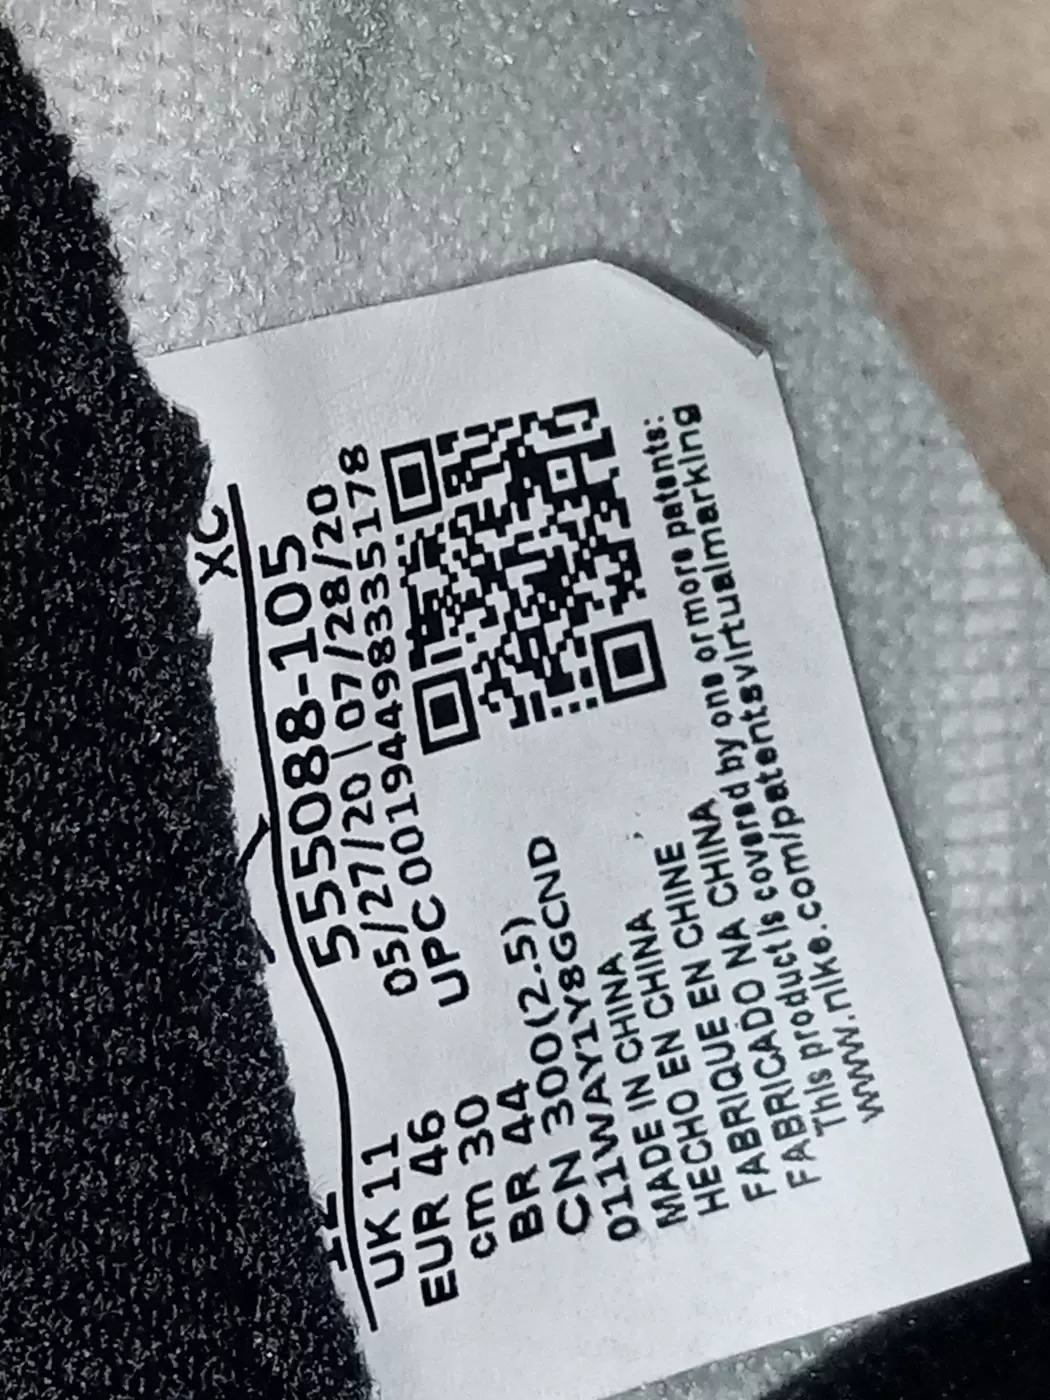 XC
12
555088-105
UK 11
05/27/20 | 07/28/20
EUR 46
UPC 00194498335178
cm 30
BR 44
CN 300(2.5)
011WAY1Y8GCND
MADE IN CHINA
HECHO EN CHINA
FABRIQUE EN CHINE
FABRICADO NA CHINA
This product is covered by one or more patents:
www.nike.com/patentsvirtualmarking